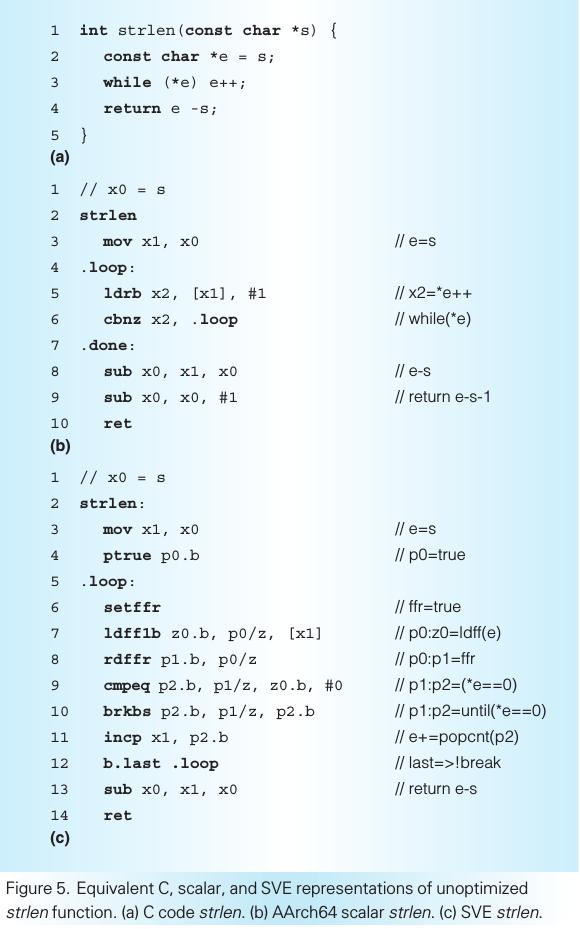 1 int strlen(const char *s) {
2 const char *e = s;
3 while (*e) e++;
4 return e -s;
5 }
(a)
1 // x0 = s
2 strlen
3 mov x1, x0 // e=s
4 .loop:
5 ldrb x2, [x1], #1 // x2=*e++
6 cbnz x2, .loop // while(*e)
7 .done:
8 sub x0, x1, x0 // e-s
9 sub x0, x0, #1 // return e-s-1
10 ret
(b)
1 // x0 = s
2 strlen:
3 mov x1, x0 // e=s
4 ptrue p0.b // p0=true
5 .loop:
6 setffr // ffr=true
7 ldff1b z0.b, p0/z, [x1] // p0:z0=ldff(e)
8 rdffr p1.b, p0/z // p0:p1=ffr
9 cmpeq p2.b, p1/z, z0.b, #0 // p1:p2=(*e==0)
10 brkbs p2.b, p1/z, p2.b // p1:p2=until(*e==0)
11 incp x1, p2.b // e+=popcnt(p2)
12 b.last .loop // last=>!break
13 sub x0, x1, x0 // return e-s
14 ret
(c)
Figure 5. Equivalent C, scalar, and SVE representations of unoptimized
strlen function. (a) C code strlen. (b) AArch64 scalar strlen. (c) SVE strlen.